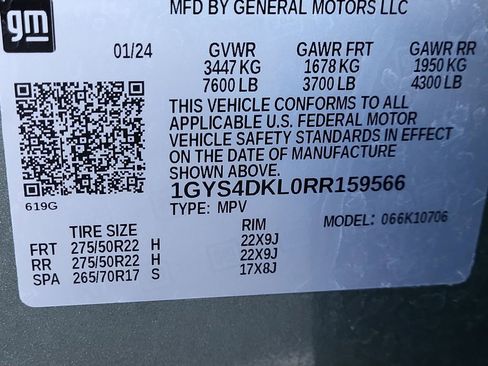 MFD BY GENERAL MOTORS LLC
gm
01/24 GVWR GAWR FRT GAWR RR
3447 KG 1678 KG 1950 KG
7600 LB 3700 LB 4300 LB
THIS VEHICLE CONFORMS TO ALL
APPLICABLE U.S. FEDERAL MOTOR
VEHICLE SAFETY STANDARDS IN EFFECT
ON THE DATE OF MANUFACTURE
SHOWN ABOVE.
1GYS4DKL0RR159566
619G TYPE: MPV MODEL: 066K10706
TIRE SIZE RIM
FRT 275/50R22 H 22X9J
RR 275/50R22 H 22X9J
SPA 265/70R17 S 17X8J